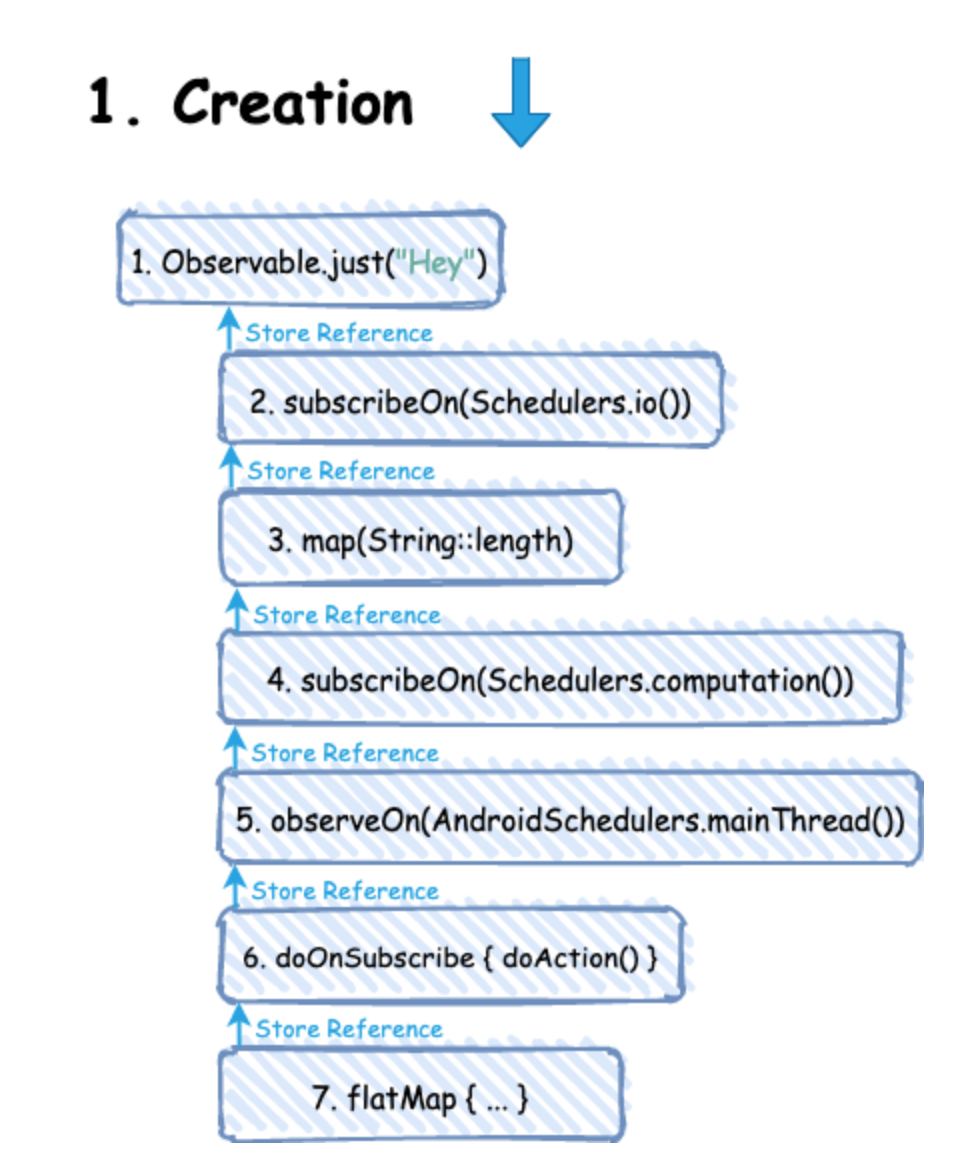 1. Creation
1. Observable.just("Hey")
Store Reference
2. subscribeOn(Schedulers.io())
Store Reference
3. map(String::length)
Store Reference
4. subscribeOn(Schedulers.computation())
Store Reference
5. observeOn(AndroidSchedulers.mainThread())
Store Reference
6. doOnSubscribe { doAction() }
Store Reference
7. flatMap { ... }